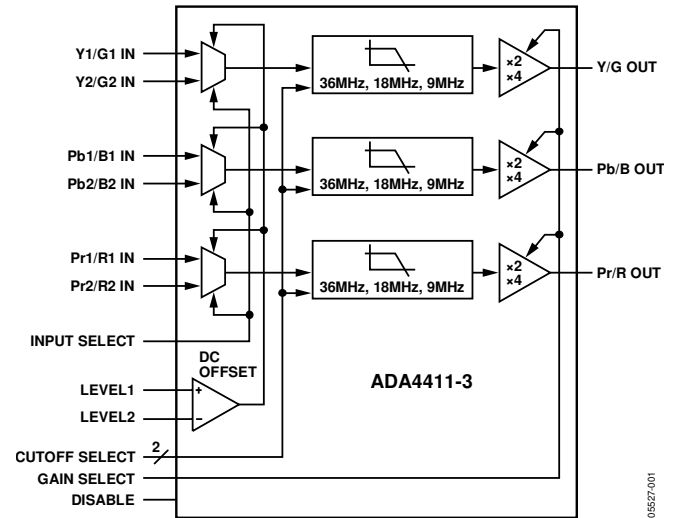 Y1/G1 IN
Y2/G2 IN
36MHz, 18MHz, 9MHz
×2
×4
Y/G OUT
Pb1/B1 IN
Pb2/B2 IN
36MHz, 18MHz, 9MHz
×2
×4
Pb/B OUT
Pr1/R1 IN
Pr2/R2 IN
36MHz, 18MHz, 9MHz
×2
×4
Pr/R OUT
INPUT SELECT
DC
OFFSET
ADA4411-3
LEVEL1
+
LEVEL2
−
CUTOFF SELECT
2
GAIN SELECT
DISABLE
05527-001